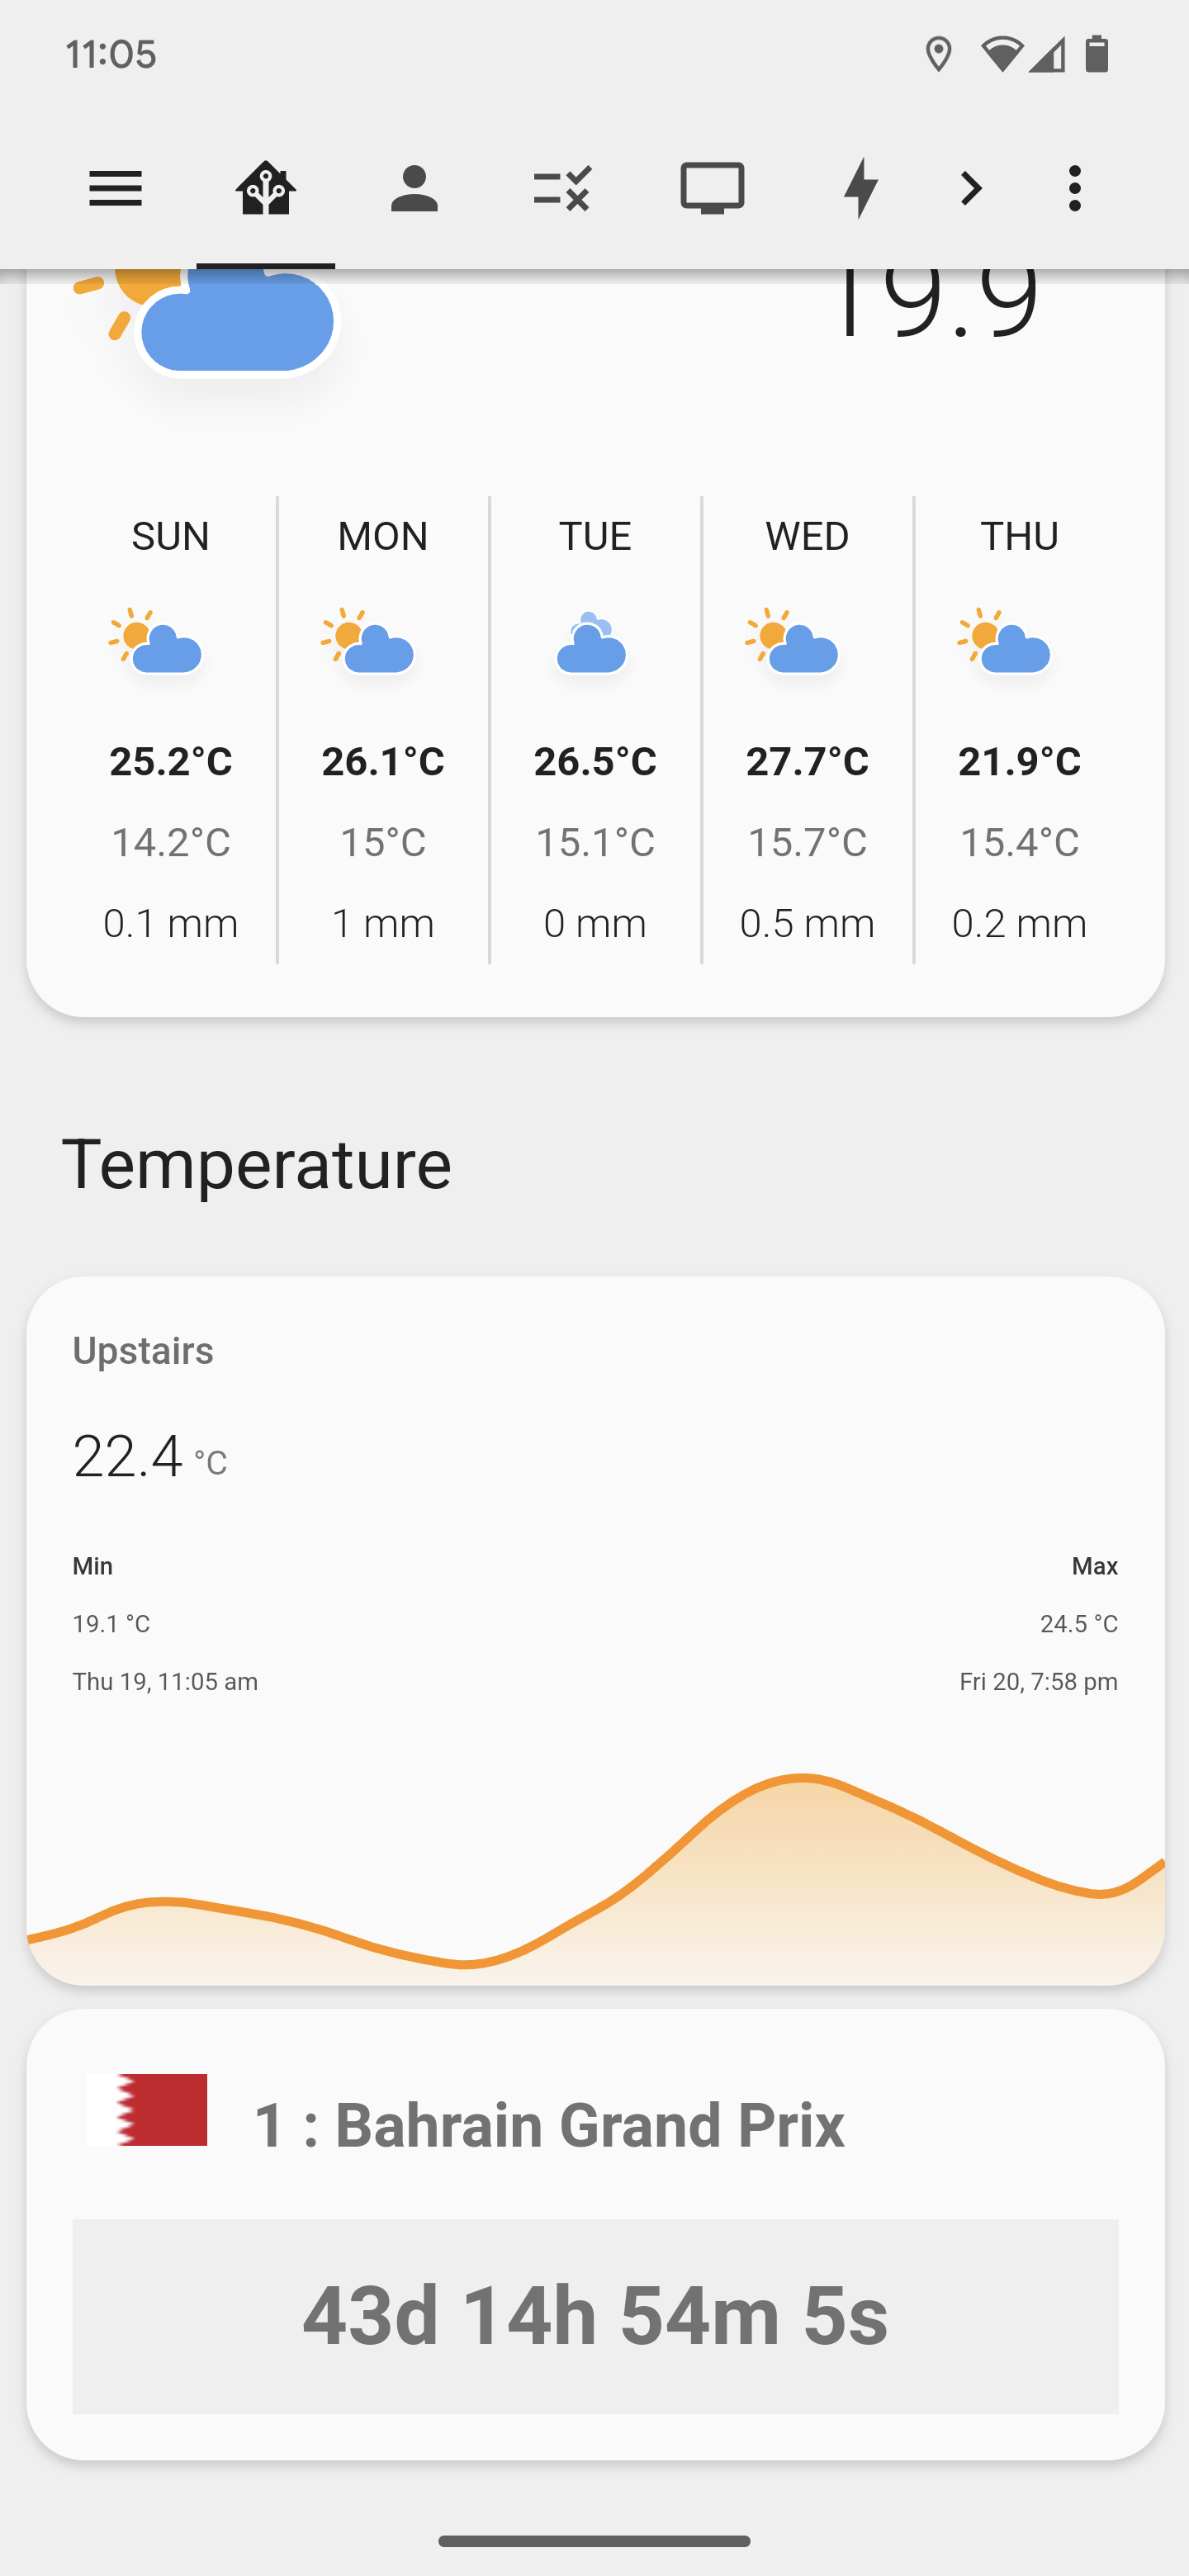 11:05
19.9
SUN MON TUE WED THU
25.2°C 26.1°C 26.5°C 27.7°C 21.9°C
14.2°C 15°C 15.1°C 15.7°C 15.4°C
0.1 mm 1 mm 0 mm 0.5 mm 0.2 mm
Temperature
Upstairs
22.4 °C
Min Max
19.1 °C 24.5 °C
Thu 19, 11:05 am Fri 20, 7:58 pm
1 : Bahrain Grand Prix
43d 14h 54m 5s